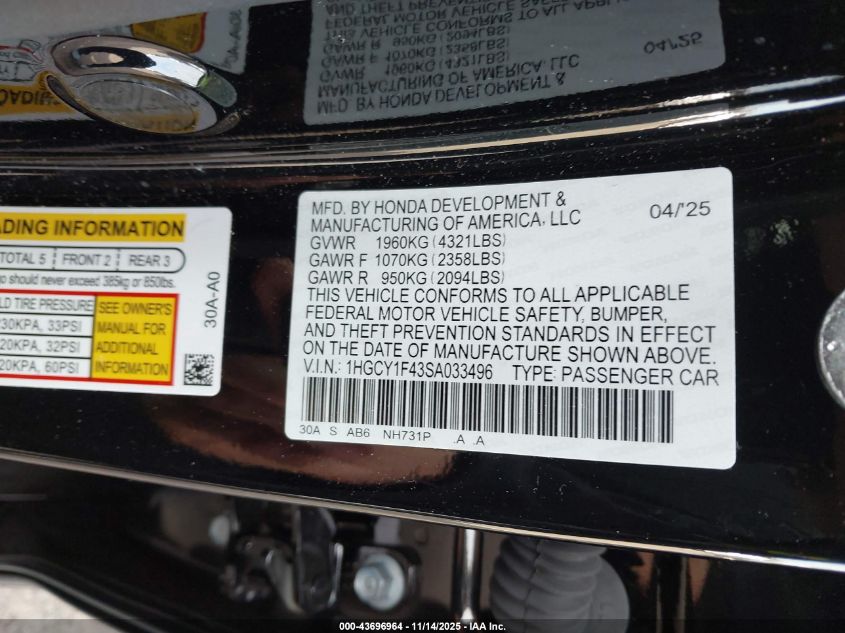 MFD. BY HONDA DEVELOPMENT &
MANUFACTURING OF AMERICA, LLC
04/'25
GVWR 1960KG (4321LBS)
GAWR F 1070KG (2358LBS)
GAWR R 950KG (2094LBS)
THIS VEHICLE CONFORMS TO ALL APPLICABLE
FEDERAL MOTOR VEHICLE SAFETY, BUMPER,
AND THEFT PREVENTION STANDARDS IN EFFECT
ON THE DATE OF MANUFACTURE SHOWN ABOVE.
V.I.N.: 1HGCY1F43SA033496 TYPE: PASSENGER CAR
30A S AB6 NH731P .A .A
ADING INFORMATION
TOTAL 5 FRONT 2 REAR 3
should never exceed 385kg or 850lbs.
TIRE PRESSURE
230KPA, 33PSI
20KPA, 32PSI
20KPA, 60PSI
SEE OWNER'S
MANUAL FOR
ADDITIONAL
INFORMATION
30A-A0
000-43696964 - 11/14/2025 - www.iaai.com